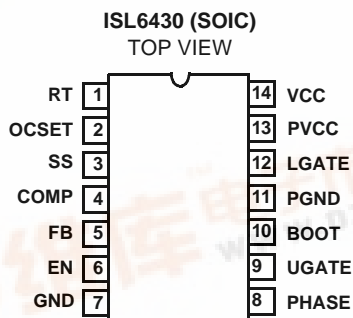 ISL6430 (SOIC)
TOP VIEW
RT 1 14 VCC
OCSET 2 13 PVCC
SS 3 12 LGATE
COMP 4 11 PGND
FB 5 10 BOOT
EN 6 9 UGATE
GND 7 8 PHASE